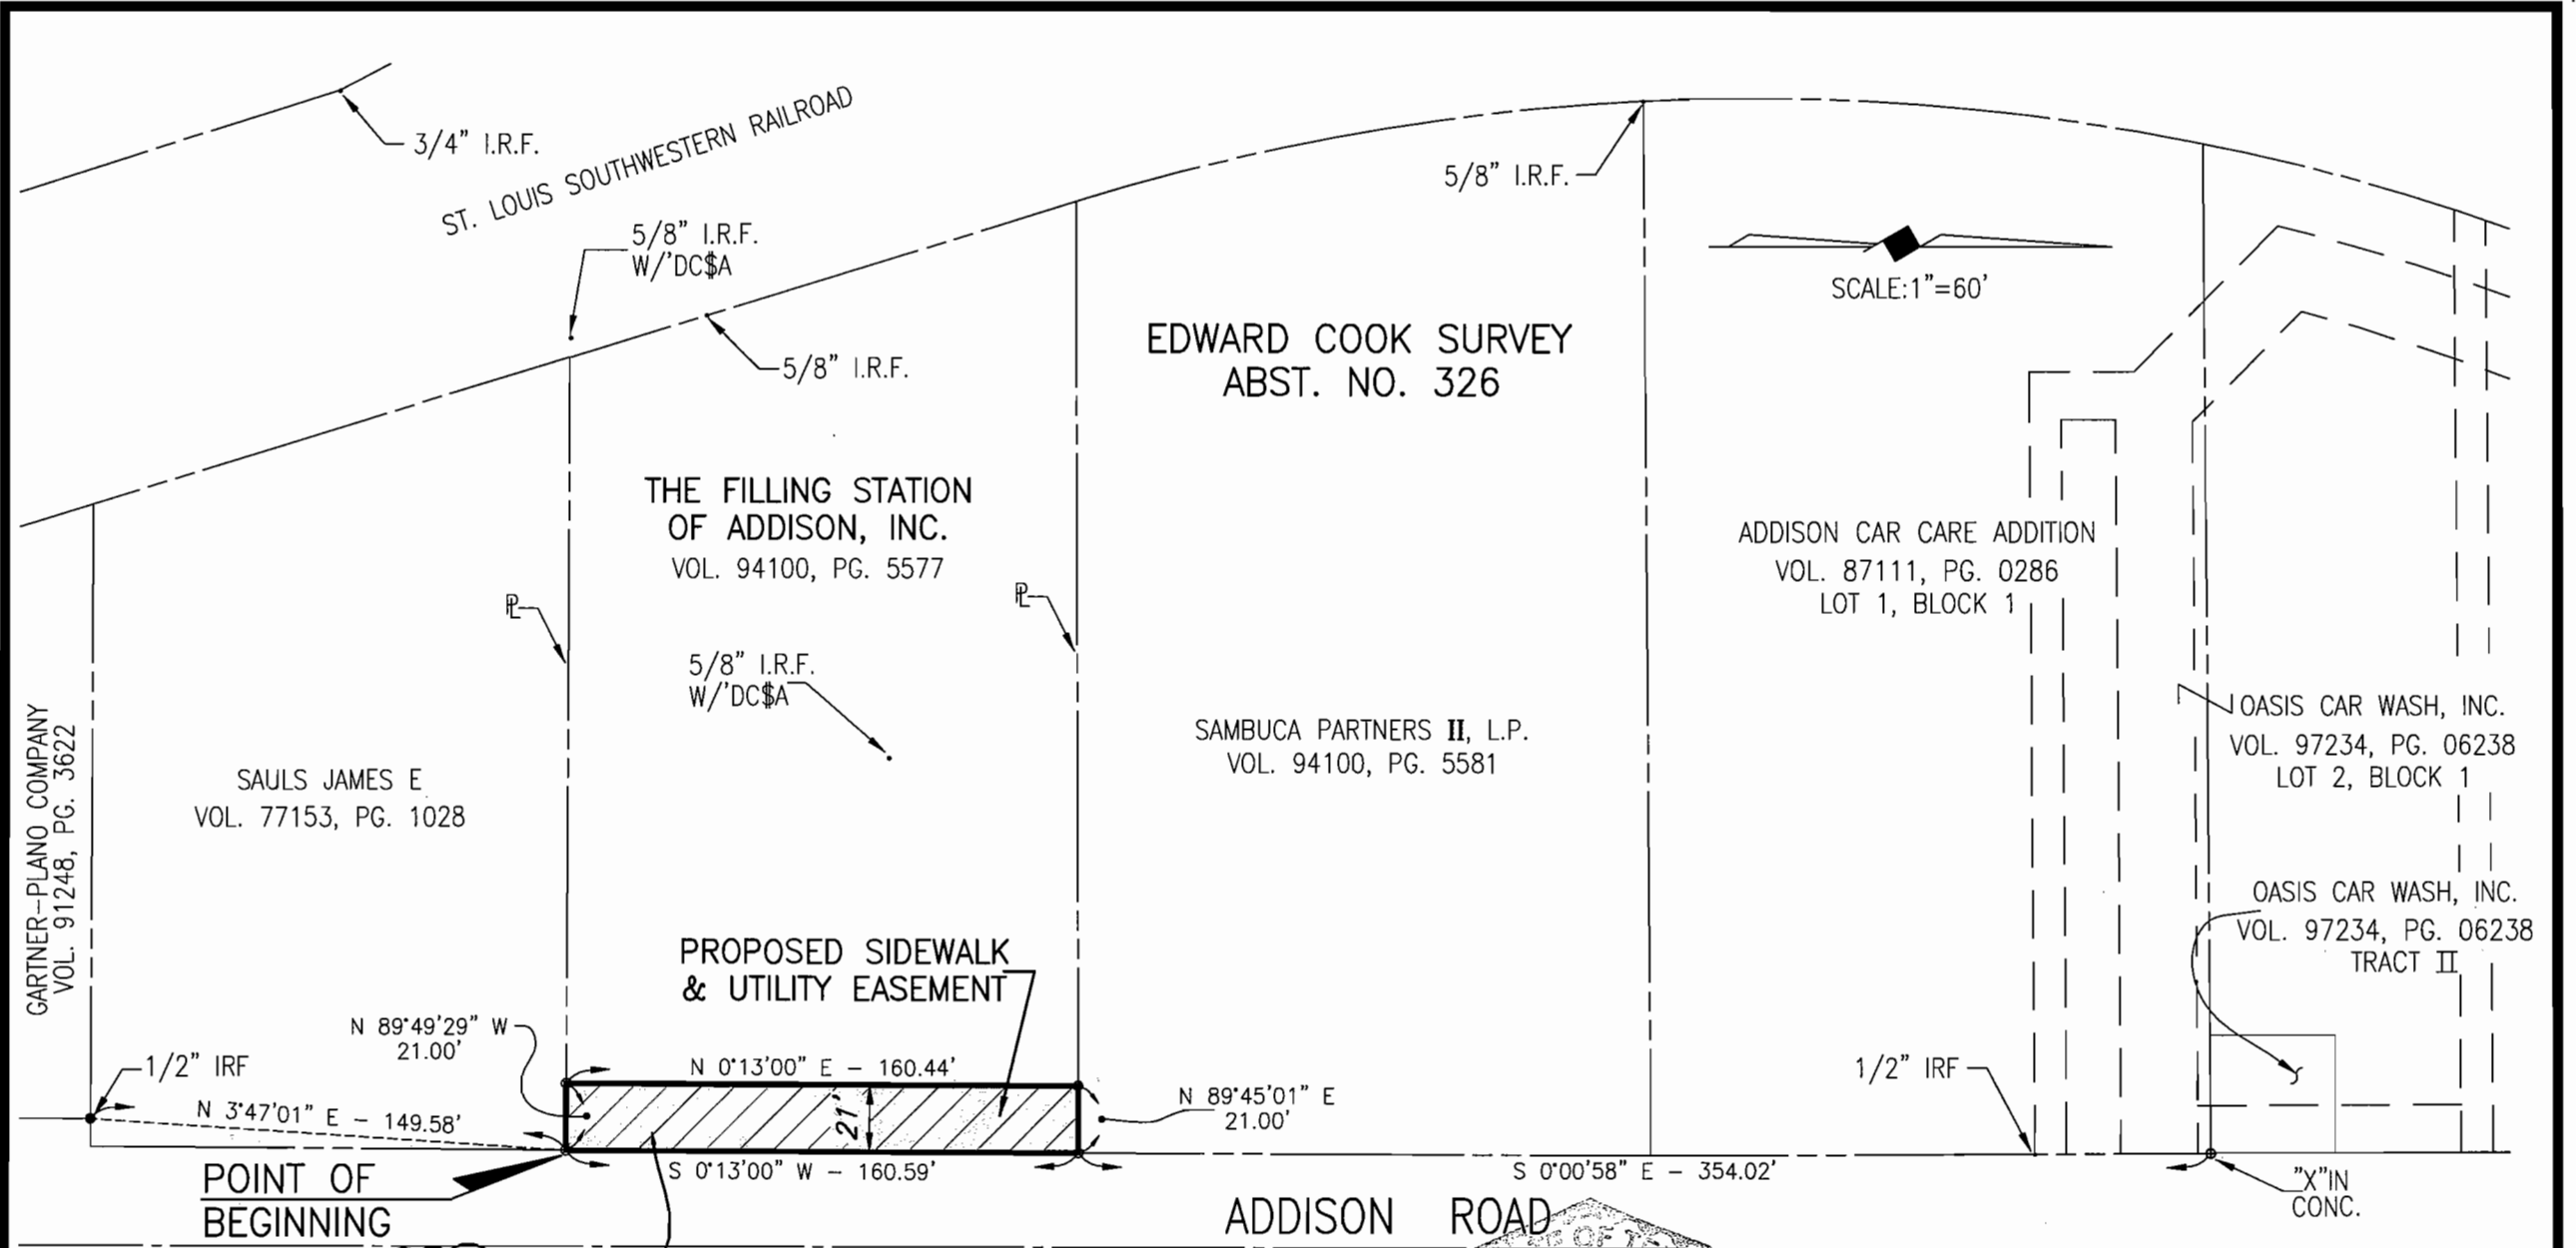 3/4" I.R.F.
ST. LOUIS SOUTHWESTERN RAILROAD
5/8" I.R.F.
W/'DC$A
5/8" I.R.F.
5/8" I.R.F.
SCALE:1"=60'
EDWARD COOK SURVEY
ABST. NO. 326
THE FILLING STATION
OF ADDISON, INC.
VOL. 94100, PG. 5577
ADDISON CAR CARE ADDITION
VOL. 87111, PG. 0286
LOT 1, BLOCK 1
PL
PL
5/8" I.R.F.
W/'DC$A
GARTNER-PLANO COMPANY
VOL. 91248, PG. 3622
SAULS JAMES E
VOL. 77153, PG. 1028
SAMBUCA PARTNERS II, L.P.
VOL. 94100, PG. 5581
OASIS CAR WASH, INC.
VOL. 97234, PG. 06238
LOT 2, BLOCK 1
OASIS CAR WASH, INC.
VOL. 97234, PG. 06238
TRACT II
PROPOSED SIDEWALK
& UTILITY EASEMENT
N 89°49'29" W
21.00'
1/2" IRF
N 0°13'00" E - 160.44'
1/2" IRF
N 89°45'01" E
21.00'
N 3°47'01" E - 149.58'
21'
S 0°13'00" W - 160.59'
S 0°00'58" E - 354.02'
POINT OF
BEGINNING
"X"IN
CONC.
ADDISON ROAD